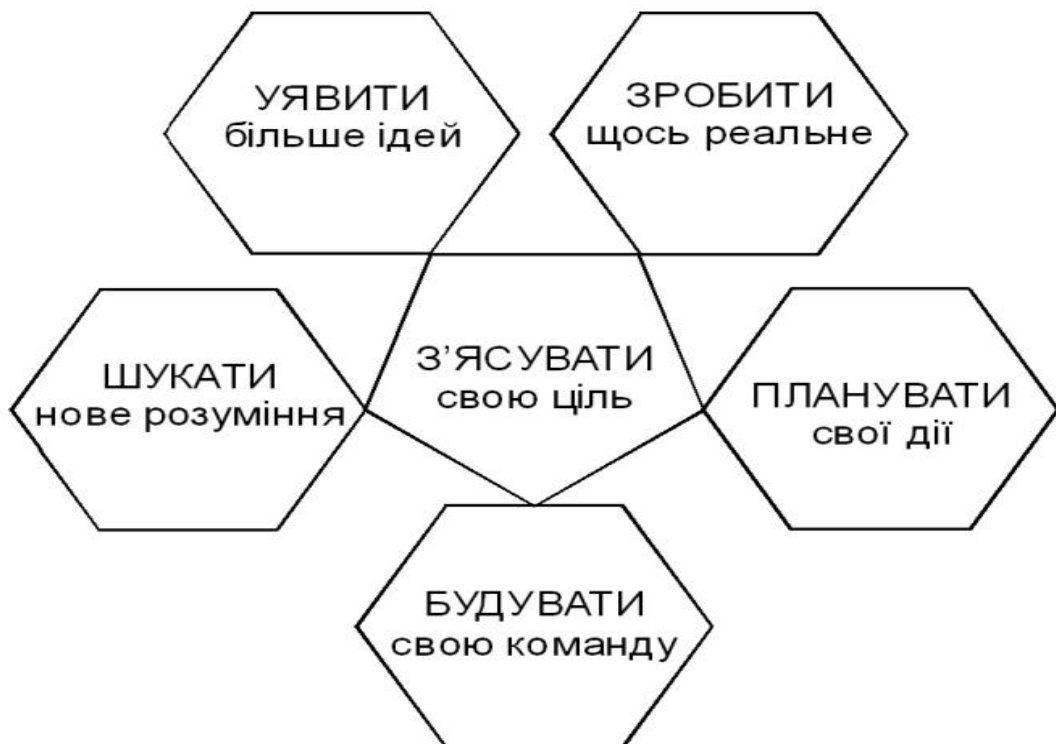 УЯВИТИ
більше ідей
ЗРОБИТИ
щось реальне
ШУКАТИ
нове розуміння
З’ЯСУВАТИ
свою ціль
ПЛАНУВАТИ
свої дії
БУДУВАТИ
свою команду